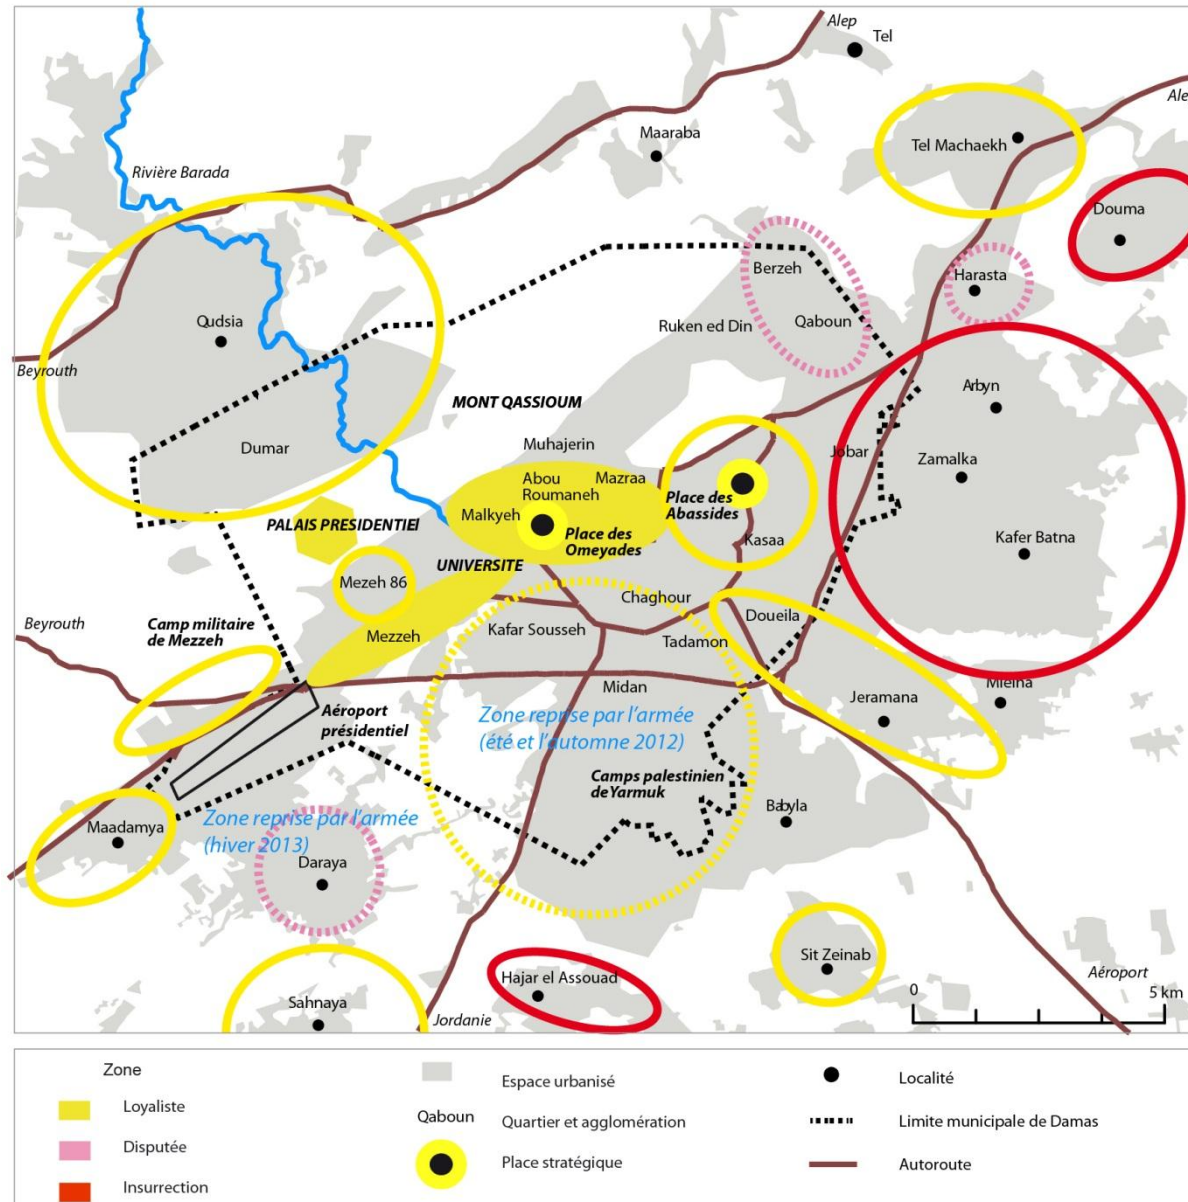 Alep
Tel
Ale
Maaraba
Tel Machaekh
Rivière Barada
Douma
Berzeh
Harasta
Qudsia
Ruken ed Din
Qaboun
Beyrouth
MONT QASSIOUM
Arbyn
Dumar
Muhajerin
Jobar
Zamalka
Abou
Roumaneh
Mazraa
Malkyeh
Place des
Abassides
PALAIS PRESIDENTIEl
Place des
Omeyades
Kasaa
Kafer Batna
UNIVERSITE
Mezeh 86
Chaghour
Beyrouth
Camp militaire
de Mezzeh
Mezzeh
Kafar Sousseh
Doueila
Tadamon
Midan
Jeramana
Mleiha
Aéroport
présidentiel
Zone reprise par l'armée
(été et l'automne 2012)
Camps palestinien
de Yarmuk
Babyla
Maadamya
Zone reprise par l'armée
(hiver 2013)
Daraya
Sit Zeinab
Hajar el Assouad
Aéroport
Sahnaya
Jordanie
0
5 km
Zone
Loyaliste
Disputée
Insurrection
Espace urbanisé
Qaboun
Quartier et agglomération
Place stratégique
Localité
Limite municipale de Damas
Autoroute